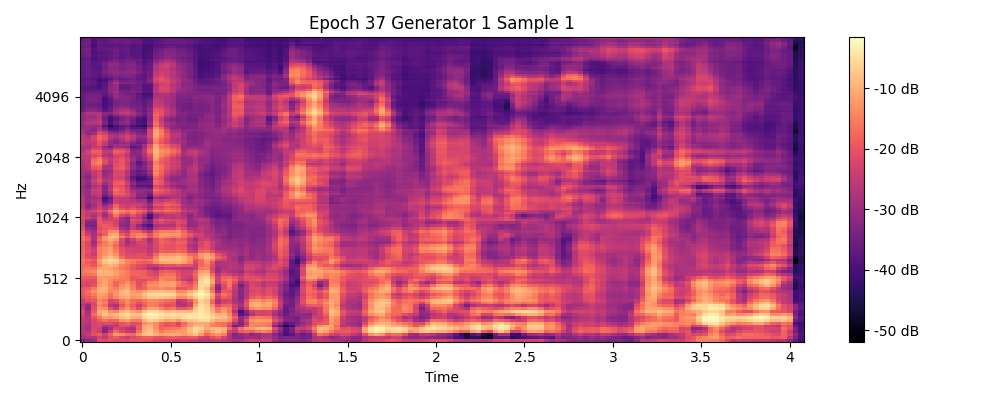 Epoch 37 Generator 1 Sample 1
Hz
4096
2048
1024
512
0
0 0.5 1 1.5 2 2.5 3 3.5 4
Time
-10 dB
-20 dB
-30 dB
-40 dB
-50 dB